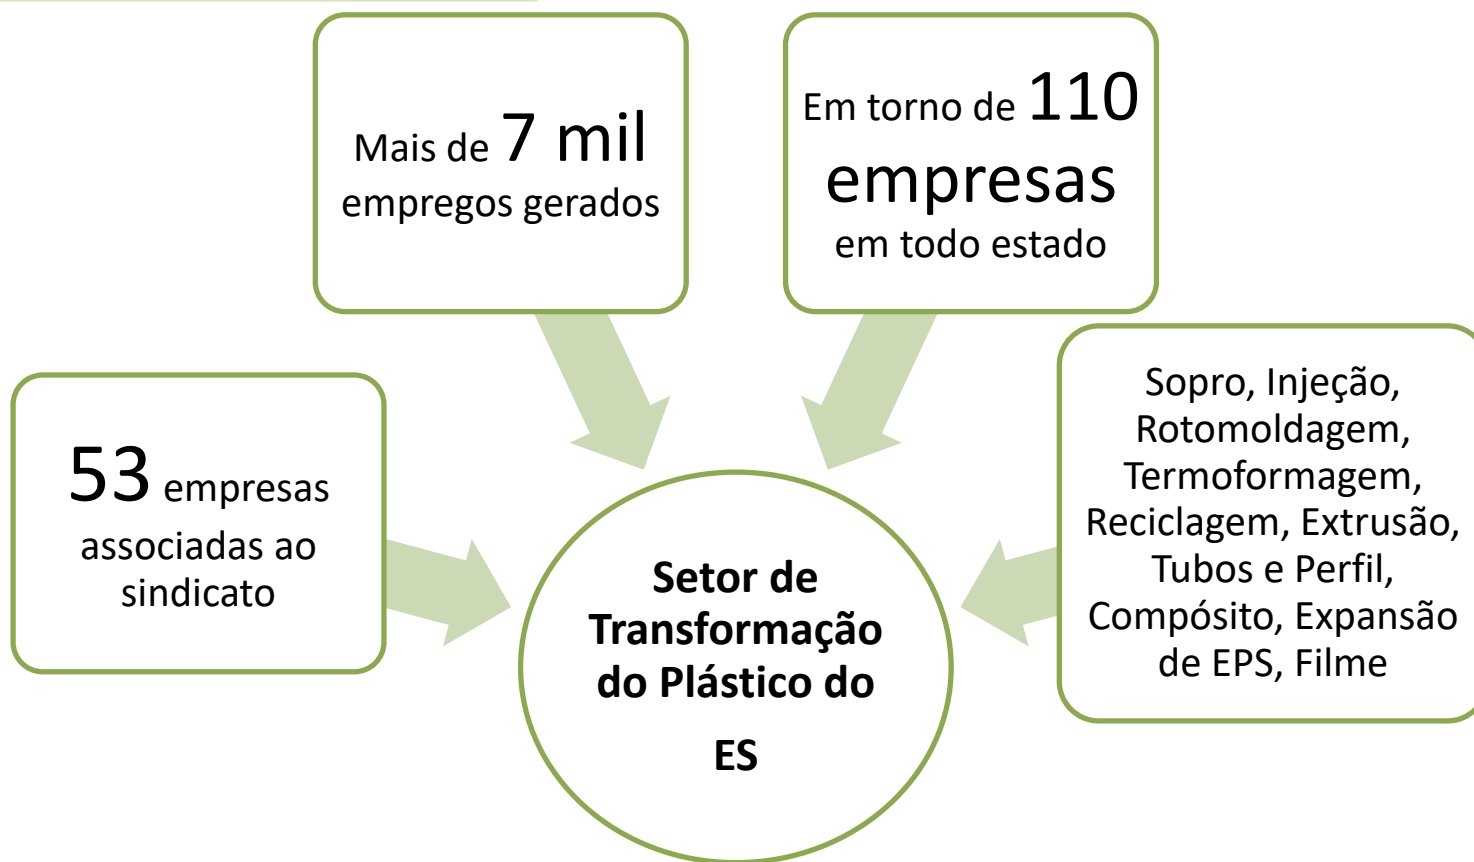 Mais de 7 mil
empregos gerados
Em torno de 110
empresas
em todo estado
53 empresas
associadas ao
sindicato
Sopro, Injeção,
Rotomoldagem,
Termoformagem,
Reciclagem, Extrusão,
Tubos e Perfil,
Compósito, Expansão
de EPS, Filme
Setor de
Transformação
do Plástico do
ES